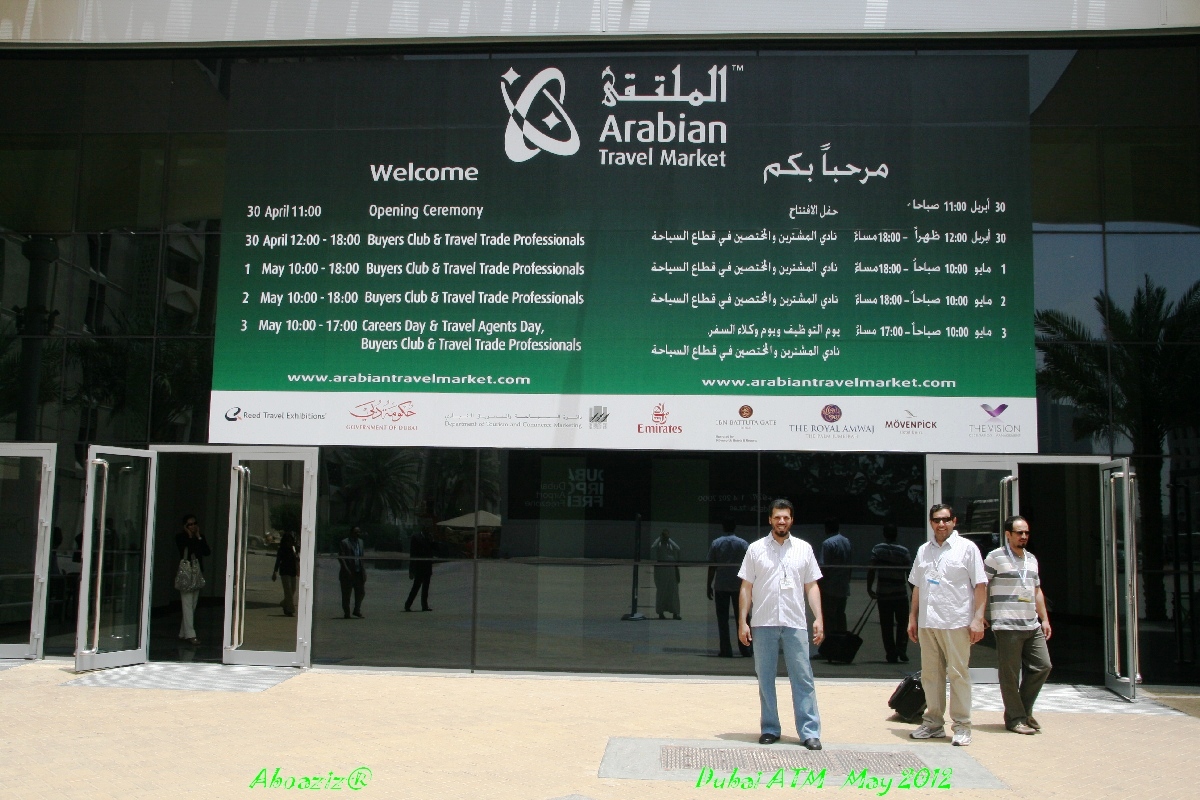 الملتقى™
Arabian
Travel Market
Welcome
مرحباً بكم
30 April 11:00 Opening Ceremony
30 April 12:00 - 18:00 Buyers Club & Travel Trade Professionals
1 May 10:00 - 18:00 Buyers Club & Travel Trade Professionals
2 May 10:00 - 18:00 Buyers Club & Travel Trade Professionals
3 May 10:00 - 17:00 Careers Day & Travel Agents Day,
Buyers Club & Travel Trade Professionals
www.arabiantravelmarket.com
30 أبريل 11:00 صباحاً حفل الافتتاح
30 أبريل 12:00 ظهراً - 18:00 مساءً نادي المشترين والمختصين في قطاع السياحة
1 مايو 10:00 صباحاً - 18:00 مساءً نادي المشترين والمختصين في قطاع السياحة
2 مايو 10:00 صباحاً - 18:00 مساءً نادي المشترين والمختصين في قطاع السياحة
3 مايو 10:00 صباحاً - 17:00 مساءً يوم التوظيف ويوم وكلاء السفر
نادي المشترين والمختصين في قطاع السياحة
www.arabiantravelmarket.com
Reed Travel Exhibitions
حكومة دبي
GOVERNMENT OF DUBAI
Department of Tourism and Commerce Marketing
Emirates
IBN BATTUTA GATE
THE ROYAL AMWAJ
MÖVENPICK
THE VISION
Aboaziz®
Dubai ATM May 2012